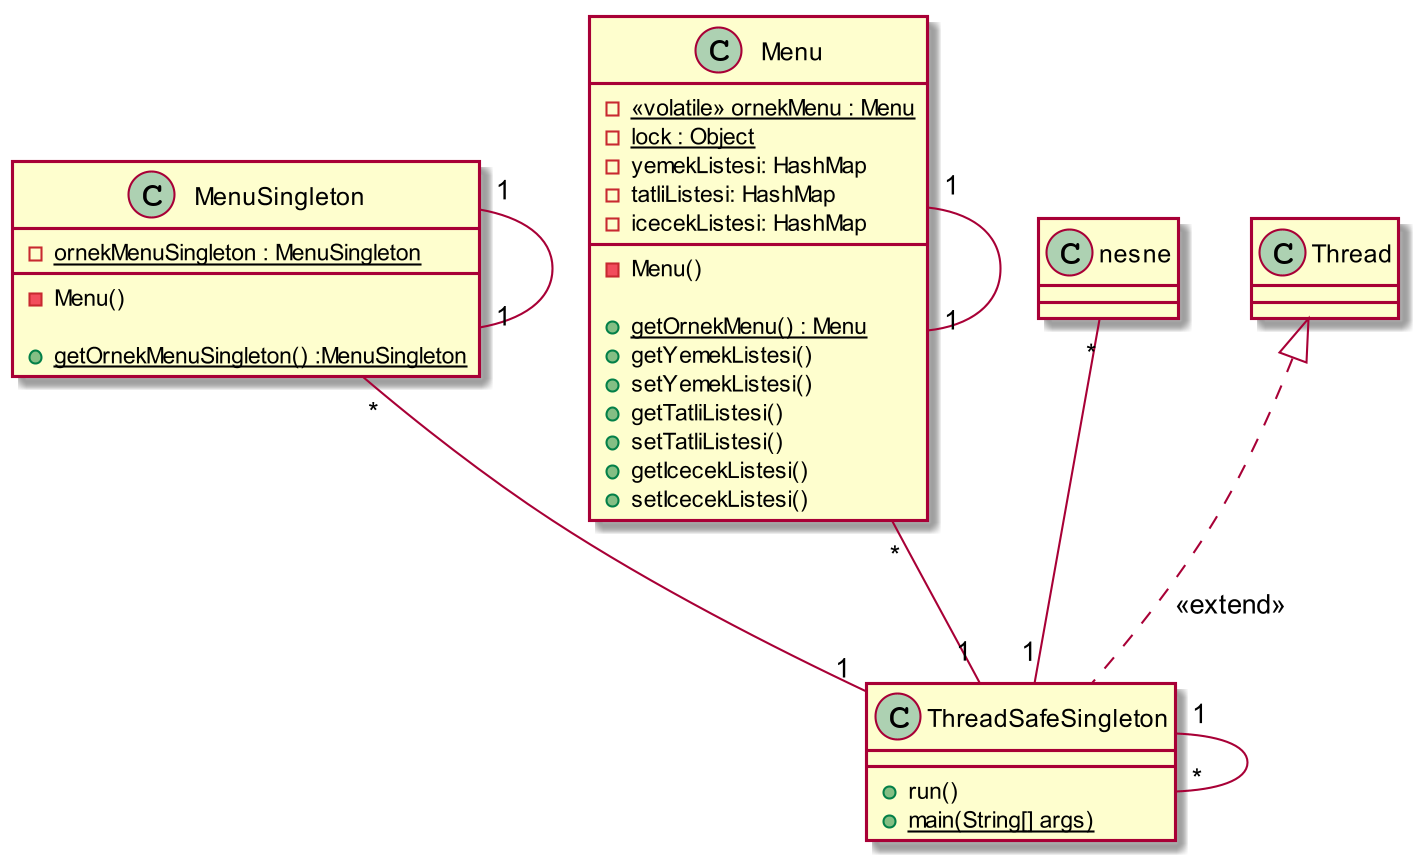 C MenuSingleton
ornekMenuSingleton : MenuSingleton
Menu()
getOrnekMenuSingleton() :MenuSingleton
1
1
C Menu
«volatile» ornekMenu : Menu
lock : Object
yemekListesi: HashMap
tatliListesi: HashMap
icecekListesi: HashMap
Menu()
getOrnekMenu() : Menu
getYemekListesi()
setYemekListesi()
getTatliListesi()
setTatliListesi()
getIcecekListesi()
setIcecekListesi()
1
1
C nesne
C Thread
*
*
*
«extend»
1
1
1
C ThreadSafeSingleton
run()
main(String[] args)
1
*